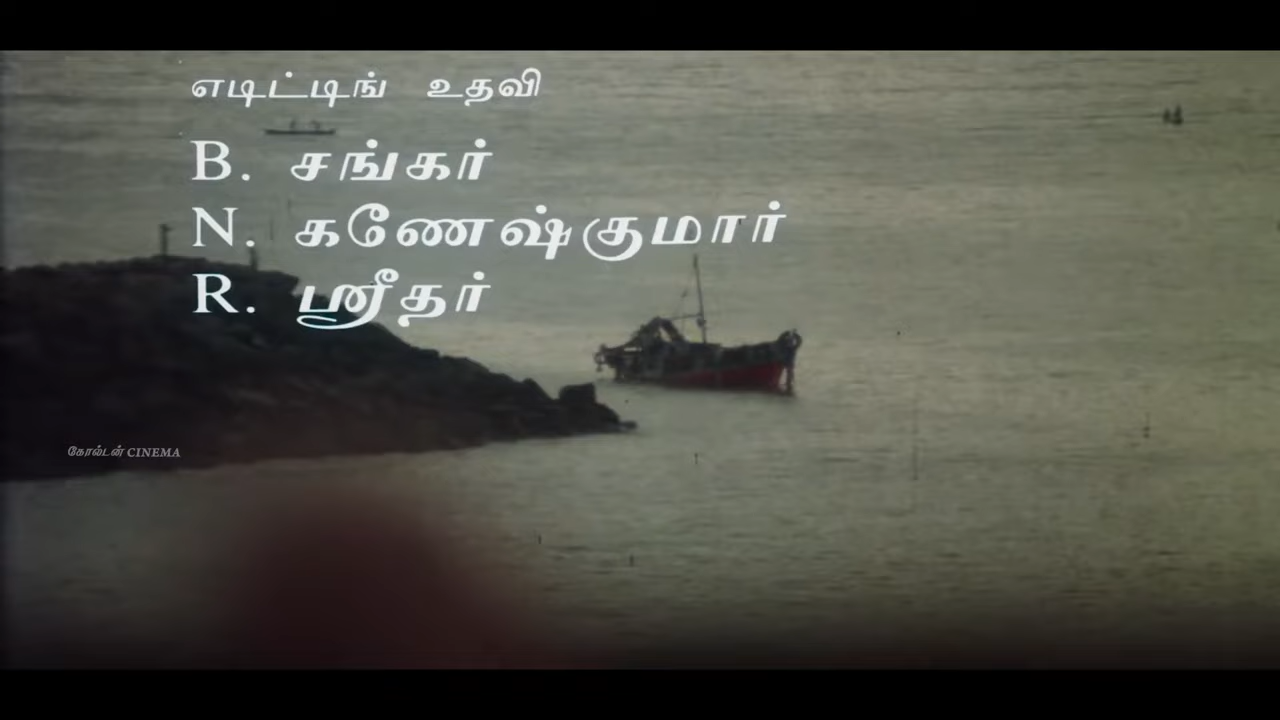 எடிட்டிங் உதவி
B. சங்கர்
N. கணேஷ்குமார்
R. ஸ்ரீதர்
கோல்டன் CINEMA